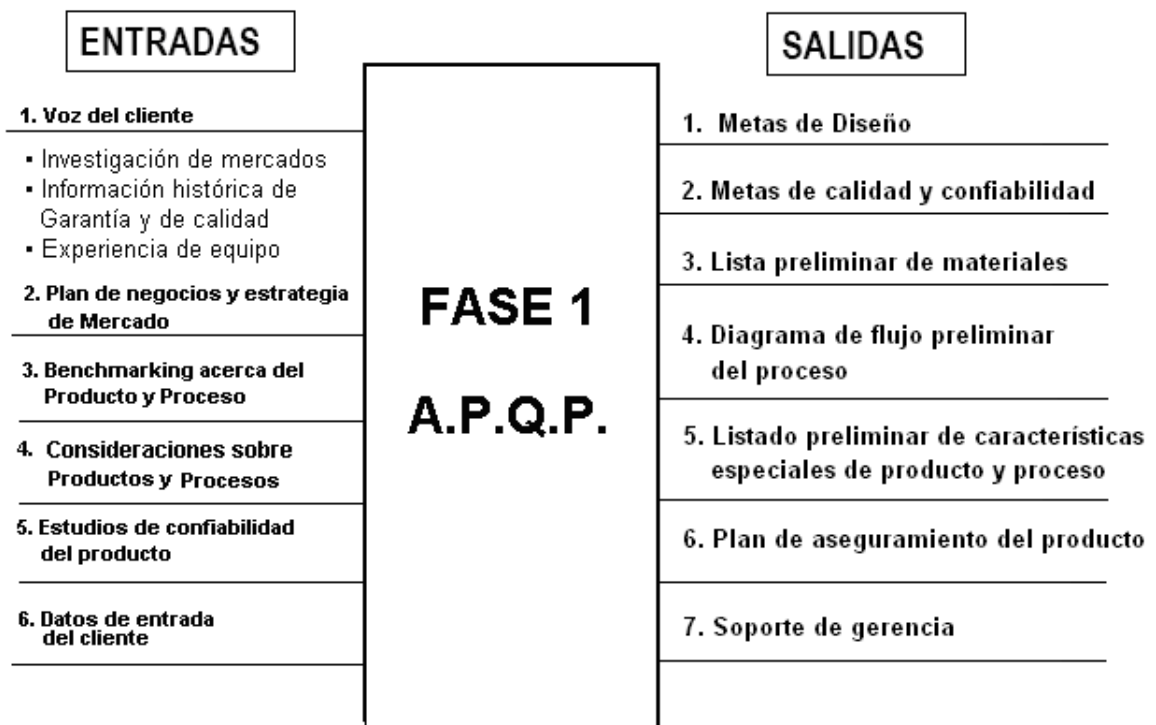 ENTRADAS
1. Voz del cliente
▪ Investigación de mercados
▪ Información histórica de
Garantía y de calidad
▪ Experiencia de equipo
2. Plan de negocios y estrategia
de Mercado
3. Benchmarking acerca del
Producto y Proceso
4. Consideraciones sobre
Productos y Procesos
5. Estudios de confiabilidad
del producto
6. Datos de entrada
del cliente
FASE 1
A.P.Q.P.
SALIDAS
1. Metas de Diseño
2. Metas de calidad y confiabilidad
3. Lista preliminar de materiales
4. Diagrama de flujo preliminar
del proceso
5. Listado preliminar de características
especiales de producto y proceso
6. Plan de aseguramiento del producto
7. Soporte de gerencia